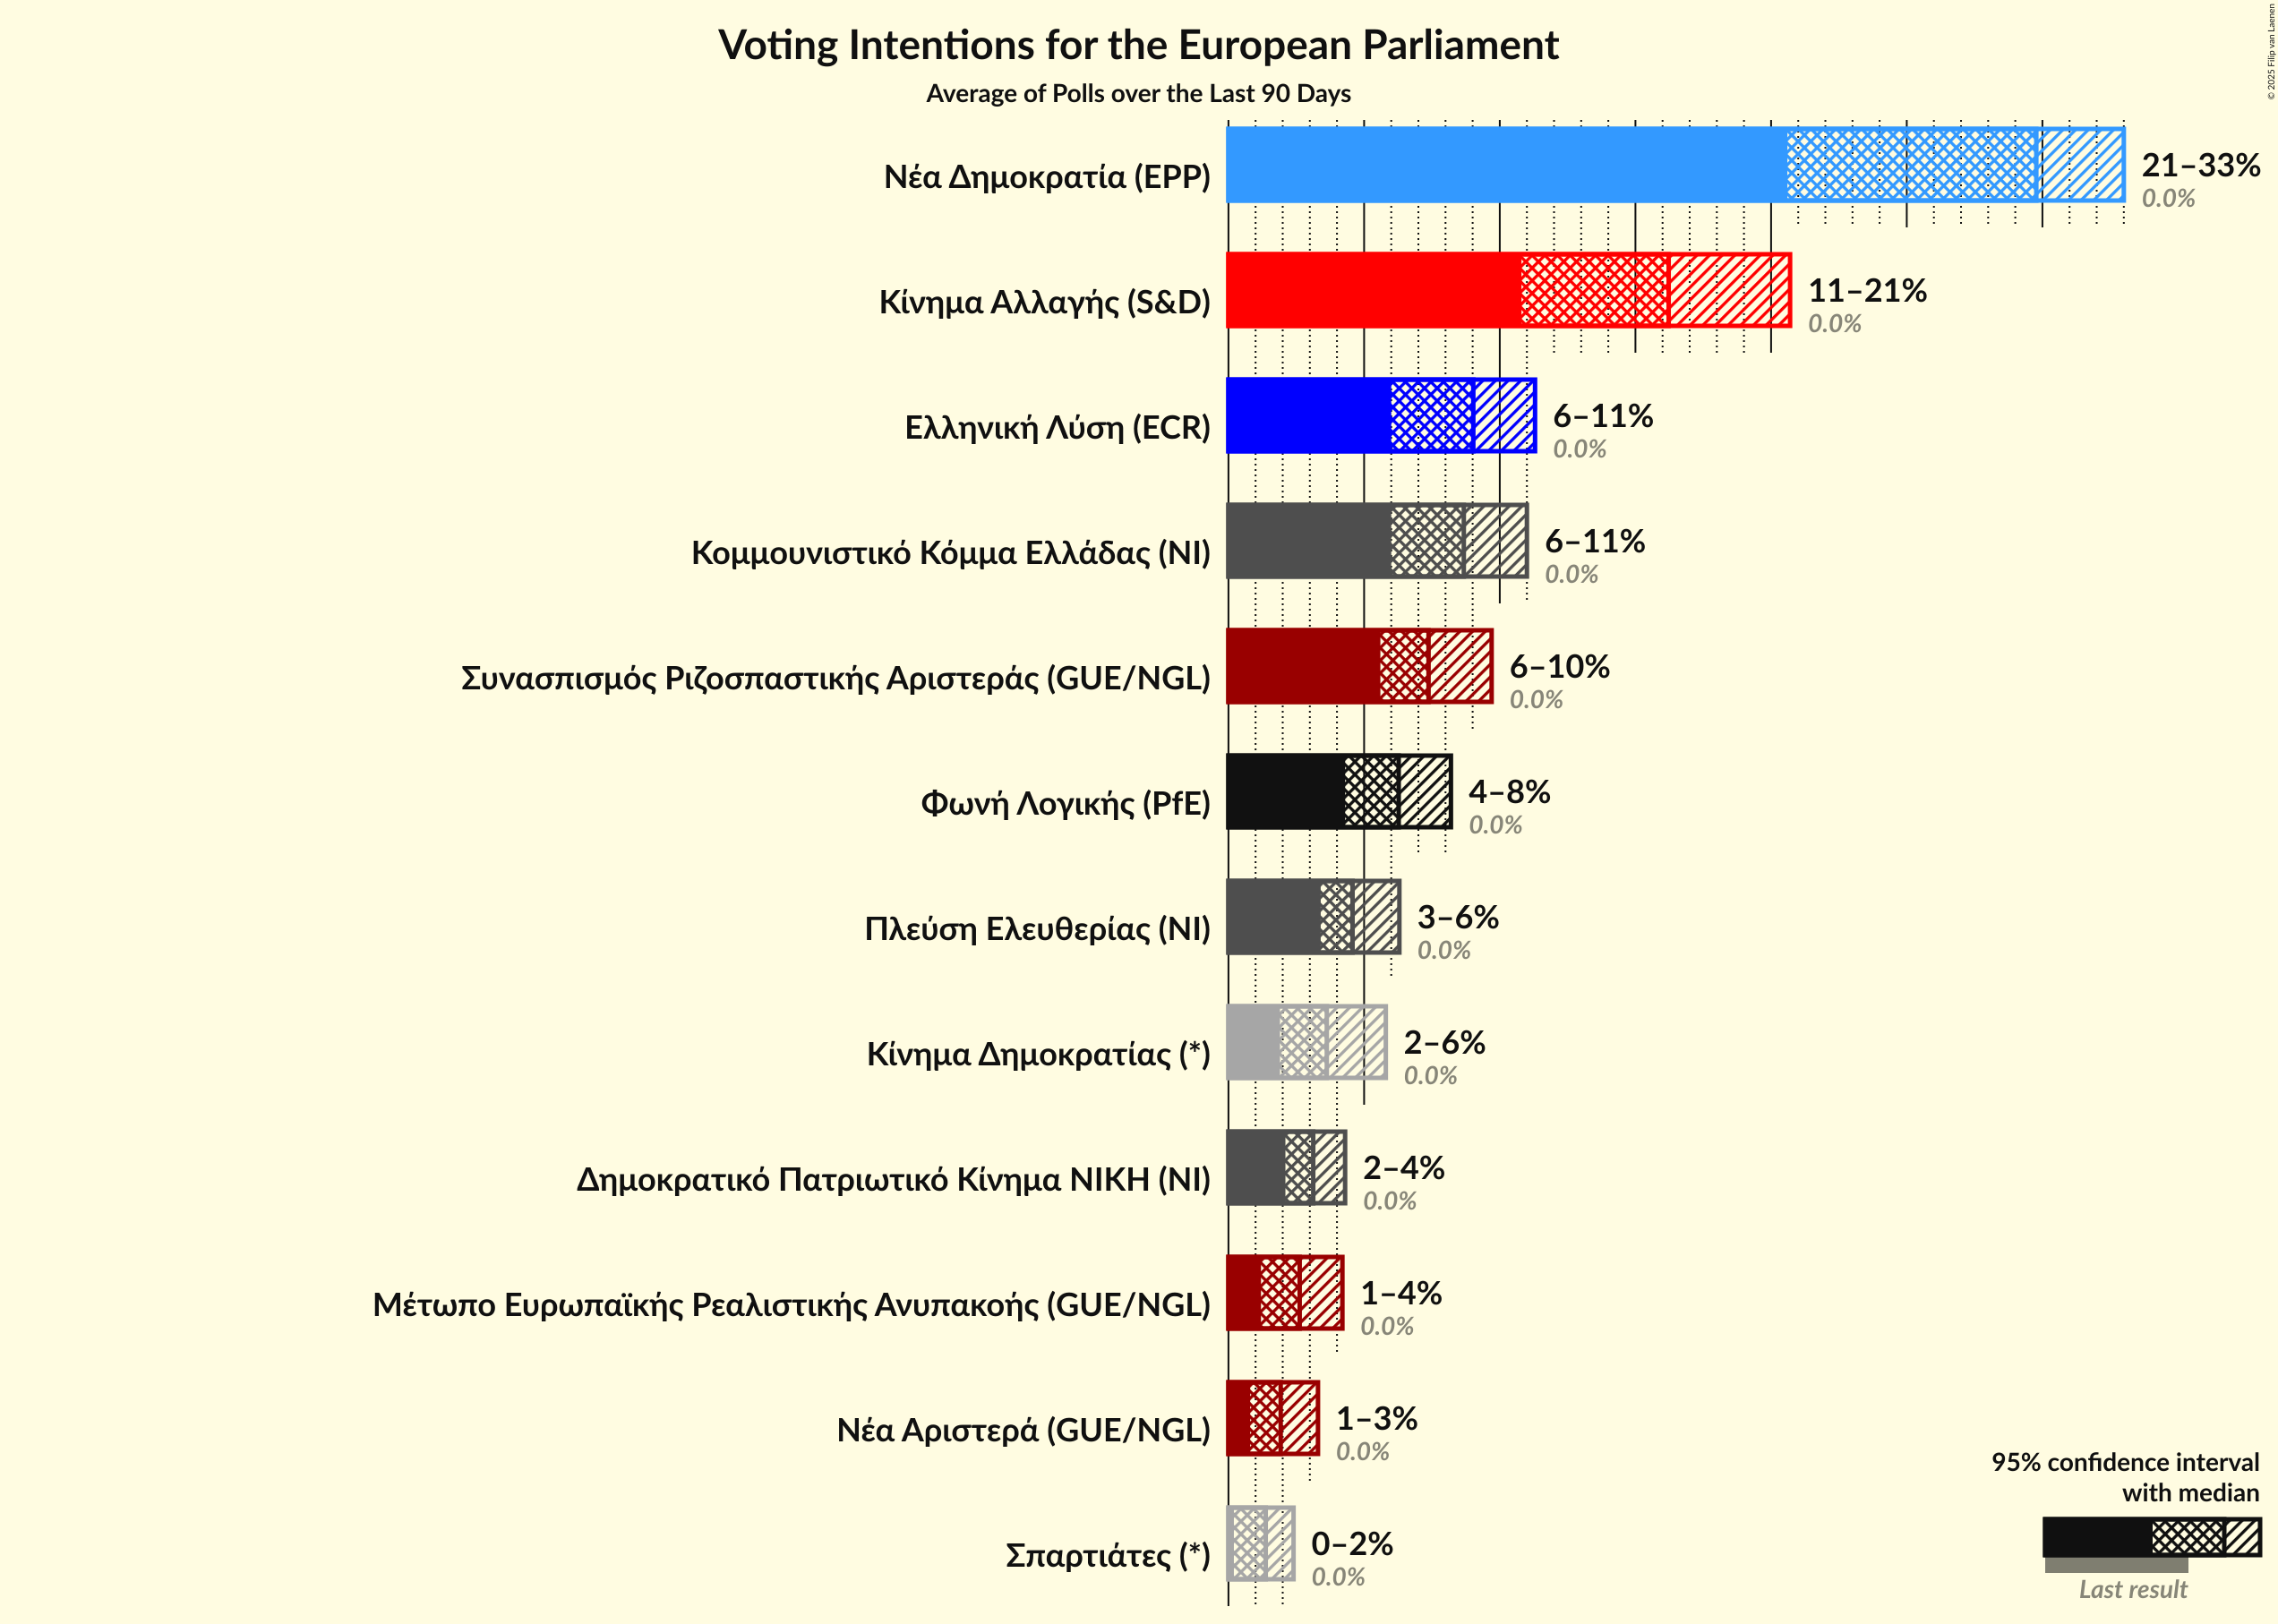 Voting Intentions for the European Parliament
Average of Polls over the Last 90 Days
© 2025 Filip van Laenen
Νέα Δημοκρατία (EPP)
21–33%
0.0%
Κίνημα Αλλαγής (S&D)
11–21%
0.0%
Ελληνική Λύση (ECR)
6–11%
0.0%
Κομμουνιστικό Κόμμα Ελλάδας (NI)
6–11%
0.0%
Συνασπισμός Ριζοσπαστικής Αριστεράς (GUE/NGL)
6–10%
0.0%
Φωνή Λογικής (PfE)
4–8%
0.0%
Πλεύση Ελευθερίας (NI)
3–6%
0.0%
Κίνημα Δημοκρατίας (*)
2–6%
0.0%
Δημοκρατικό Πατριωτικό Κίνημα ΝΙΚΗ (NI)
2–4%
0.0%
Μέτωπο Ευρωπαϊκής Ρεαλιστικής Ανυπακοής (GUE/NGL)
1–4%
0.0%
Νέα Αριστερά (GUE/NGL)
1–3%
0.0%
Σπαρτιάτες (*)
0–2%
0.0%
95% confidence interval
with median
Last result